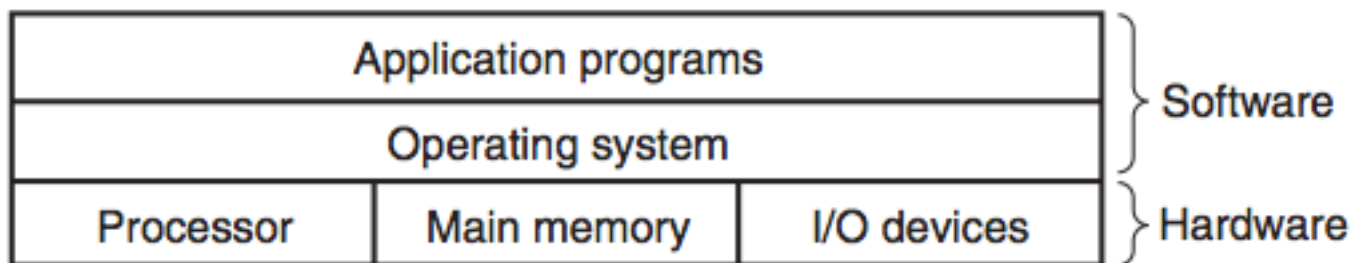 Application programs
Software
Operating system
Processor Main memory I/O devices Hardware